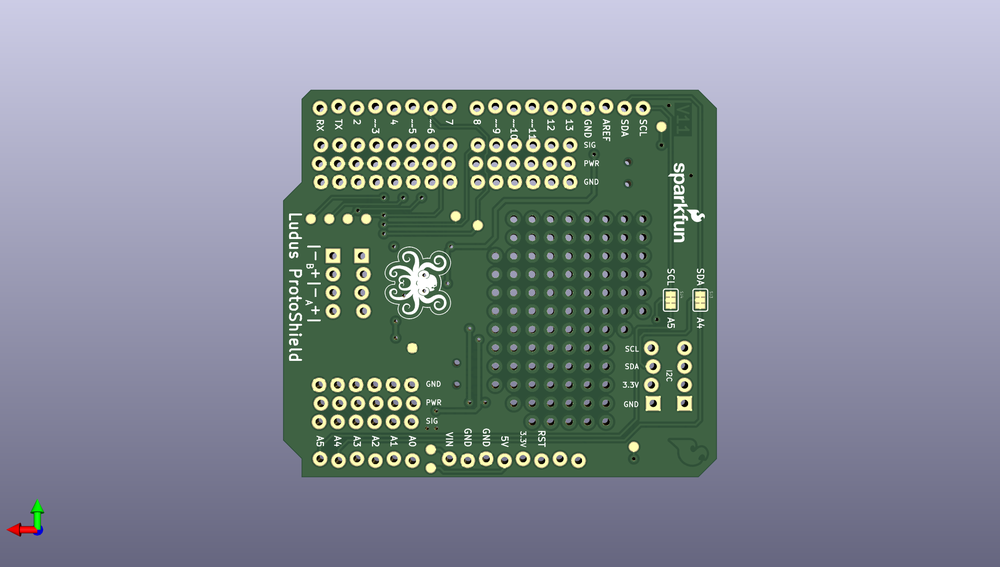 RX TX 2 --3 4 --5 --6 7 8 --9 --10 --11 12 13 GND AREF SDA SCL
V11
SIG
PWR
GND
sparkfun
Ludus ProtoShield
|-B+|-A+|
SCL SDA
A5 A4
SCL
SDA
3.3V
GND
I2C
GND
PWR
SIG
A5 A4 A3 A2 A1 A0 VIN GND GND 5V 3.3V RST